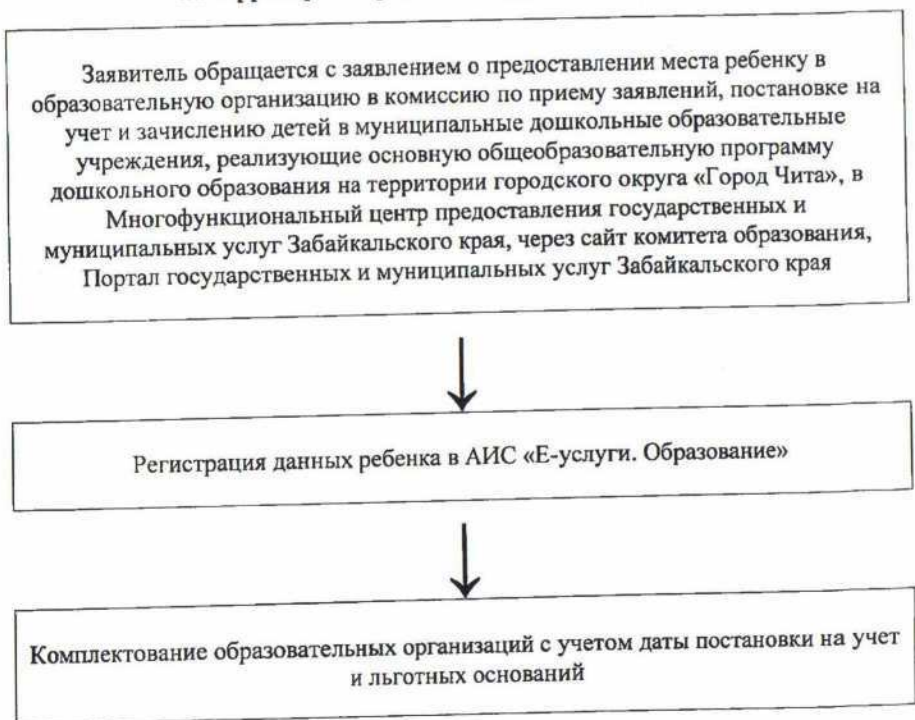 Заявитель обращается с заявлением о предоставлении места ребенку в
образовательную организацию в комиссию по приему заявлений, постановке на
учет и зачислению детей в муниципальные дошкольные образовательные
учреждения, реализующие основную общеобразовательную программу
дошкольного образования на территории городского округа «Город Чита», в
Многофункциональный центр предоставления государственных и
муниципальных услуг Забайкальского края, через сайт комитета образования,
Портал государственных и муниципальных услуг Забайкальского края
Регистрация данных ребенка в АИС «Е-услуги. Образование»
Комплектование образовательных организаций с учетом даты постановки на учет
и льготных оснований